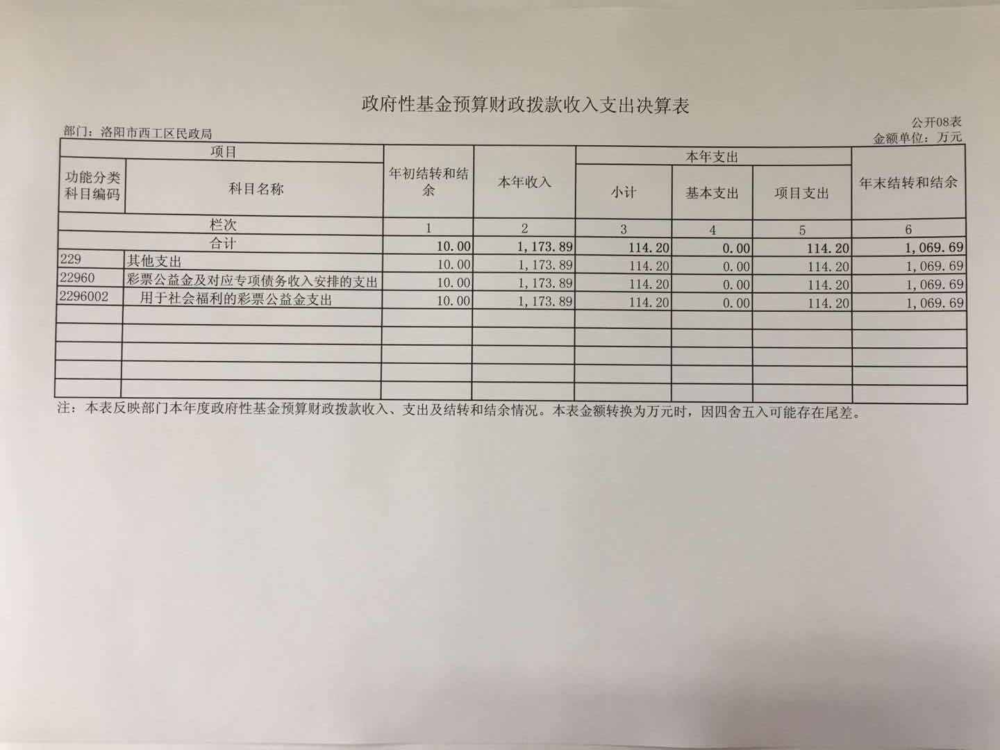 政府性基金预算财政拨款收入支出决算表
公开08表
部门：洛阳市西工区民政局
金额单位：万元
项目 年初结转和结余 本年收入 本年支出 年末结转和结余
功能分类科目编码 科目名称 小计 基本支出 项目支出
栏次 1 2 3 4 5 6
合计 10.00 1,173.89 114.20 0.00 114.20 1,069.69
229 其他支出 10.00 1,173.89 114.20 0.00 114.20 1,069.69
22960 彩票公益金及对应专项债务收入安排的支出 10.00 1,173.89 114.20 0.00 114.20 1,069.69
2296002 用于社会福利的彩票公益金支出 10.00 1,173.89 114.20 0.00 114.20 1,069.69
注：本表反映部门本年度政府性基金预算财政拨款收入、支出及结转和结余情况。本表金额转换为万元时，因四舍五入可能存在尾差。